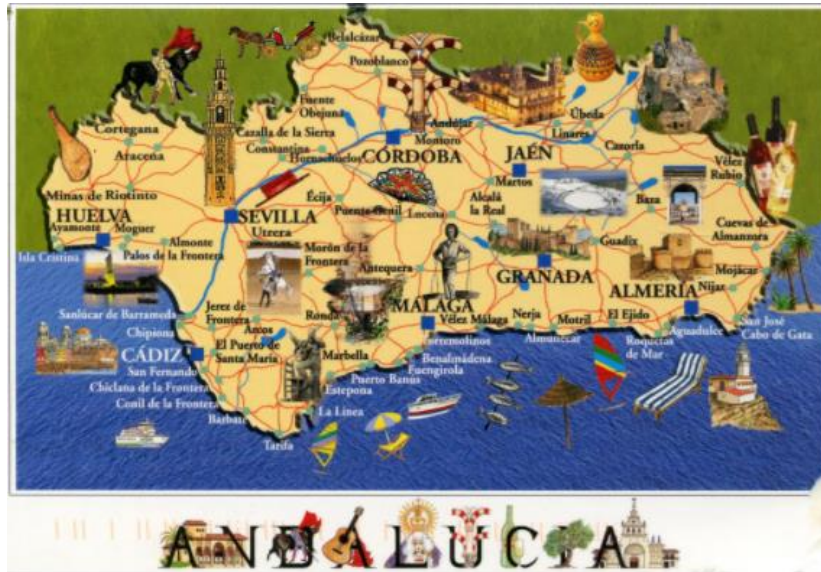 Belalcázar
Pozoblanco
Fuente
Obejuna
Cortegana
Aracena
Cazalla de la Sierra
Constantina
Hornachuelos
Andújar
Montoro
CÓRDOBA
Úbeda
Linares
Cazorla
JAÉN
Martos
Vélez
Rubio
Minas de Riotinto
HUELVA
Ayamonte
Moguer
Almonte
Palos de la Frontera
Isla Cristina
SEVILLA
Utrera
Écija
Puente Genil
Lucena
Alcalá
la Real
Baza
Cuevas de
Almanzora
Morón de la
Frontera
Antequera
Guadix
GRANADA
Mojácar
ALMERÍA
Níjar
Sanlúcar de Barrameda
Chipiona
Jerez de
Frontera
Arcos
Ronda
MÁLAGA
Vélez Málaga
Nerja
Motril
Almuñécar
El Ejido
Roquetas
de Mar
Aguadulce
San José
Cabo de Gata
CÁDIZ
El Puerto de
Santa María
San Fernando
Chiclana de la Frontera
Conil de la Frontera
Barbate
Tarifa
La Línea
Estepona
Marbella
Puerto Banús
Fuengirola
Benalmádena
Torremolinos
ANDALUCIA